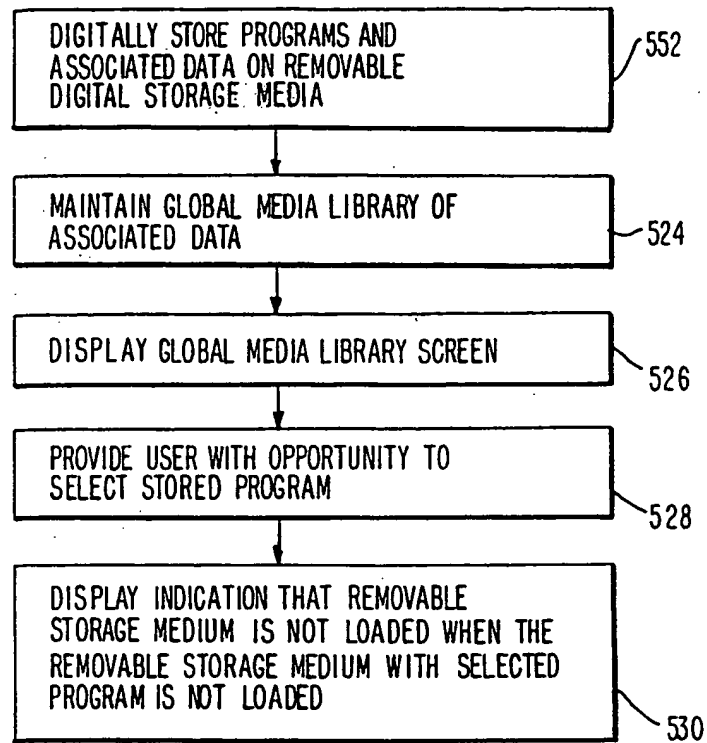 DIGITALLY STORE PROGRAMS AND
ASSOCIATED DATA ON REMOVABLE
DIGITAL STORAGE MEDIA
552
MAINTAIN GLOBAL MEDIA LIBRARY OF
ASSOCIATED DATA
524
DISPLAY GLOBAL MEDIA LIBRARY SCREEN
526
PROVIDE USER WITH OPPORTUNITY TO
SELECT STORED PROGRAM
528
DISPLAY INDICATION THAT REMOVABLE
STORAGE MEDIUM IS NOT LOADED WHEN THE
REMOVABLE STORAGE MEDIUM WITH SELECTED
PROGRAM IS NOT LOADED
530